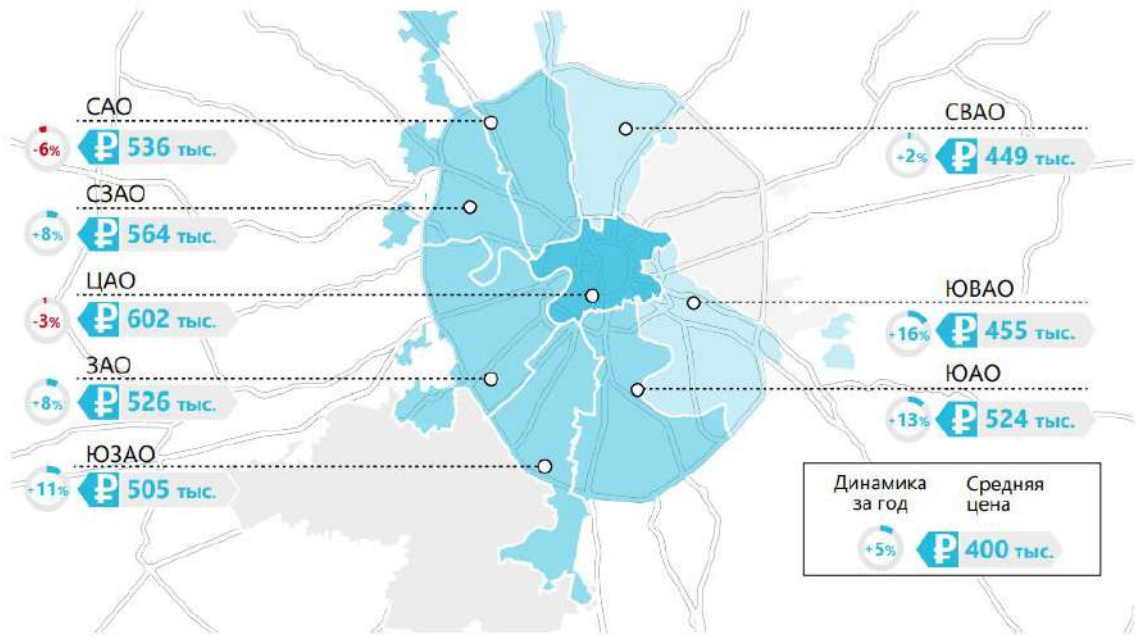 САО
-6% ₽ 536 тыс.
СЗАО
+8% ₽ 564 тыс.
ЦАО
-3% ₽ 602 тыс.
ЗАО
+8% ₽ 526 тыс.
ЮЗАО
+11% ₽ 505 тыс.
СВАО
+2% ₽ 449 тыс.
ЮВАО
+16% ₽ 455 тыс.
ЮАО
+13% ₽ 524 тыс.
Динамика Средняя
за год цена
+5% ₽ 400 тыс.